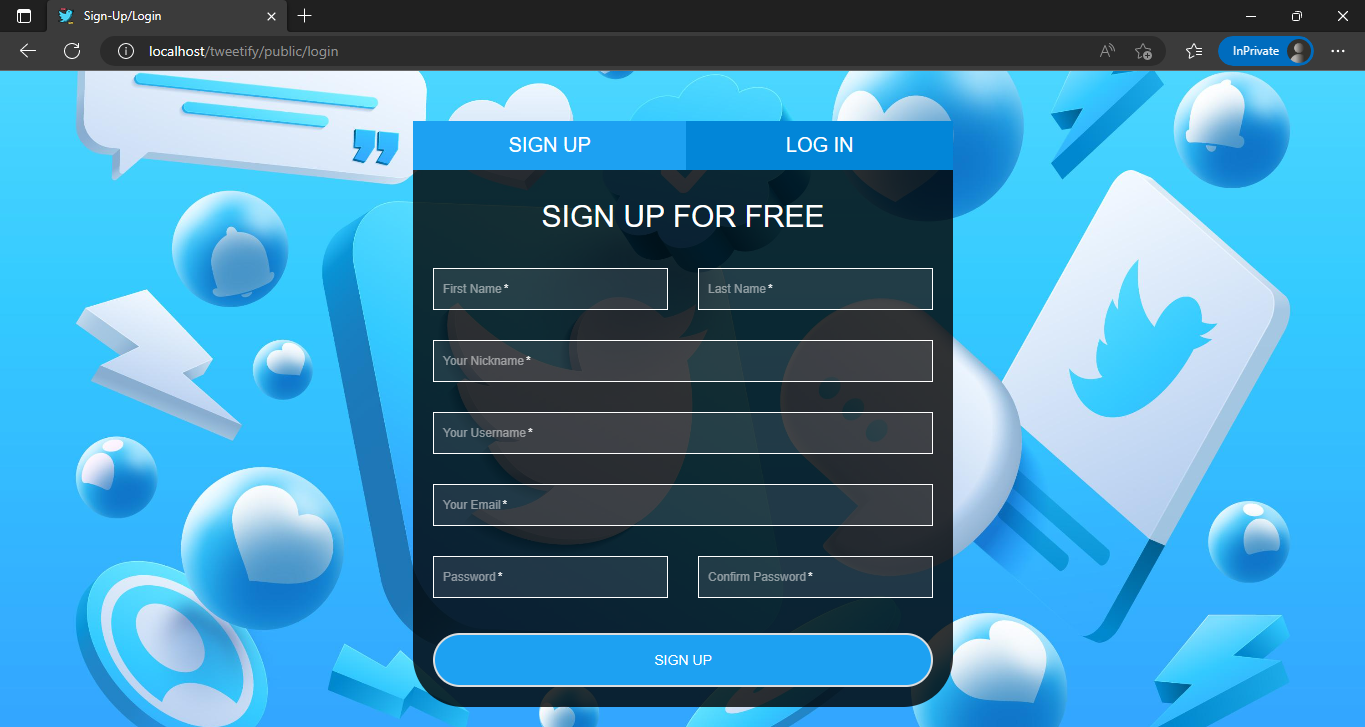 Sign-Up/Login
localhost/tweetify/public/login
InPrivate
SIGN UP LOG IN
SIGN UP FOR FREE
First Name* Last Name*
Your Nickname*
Your Username*
Your Email*
Password* Confirm Password*
SIGN UP